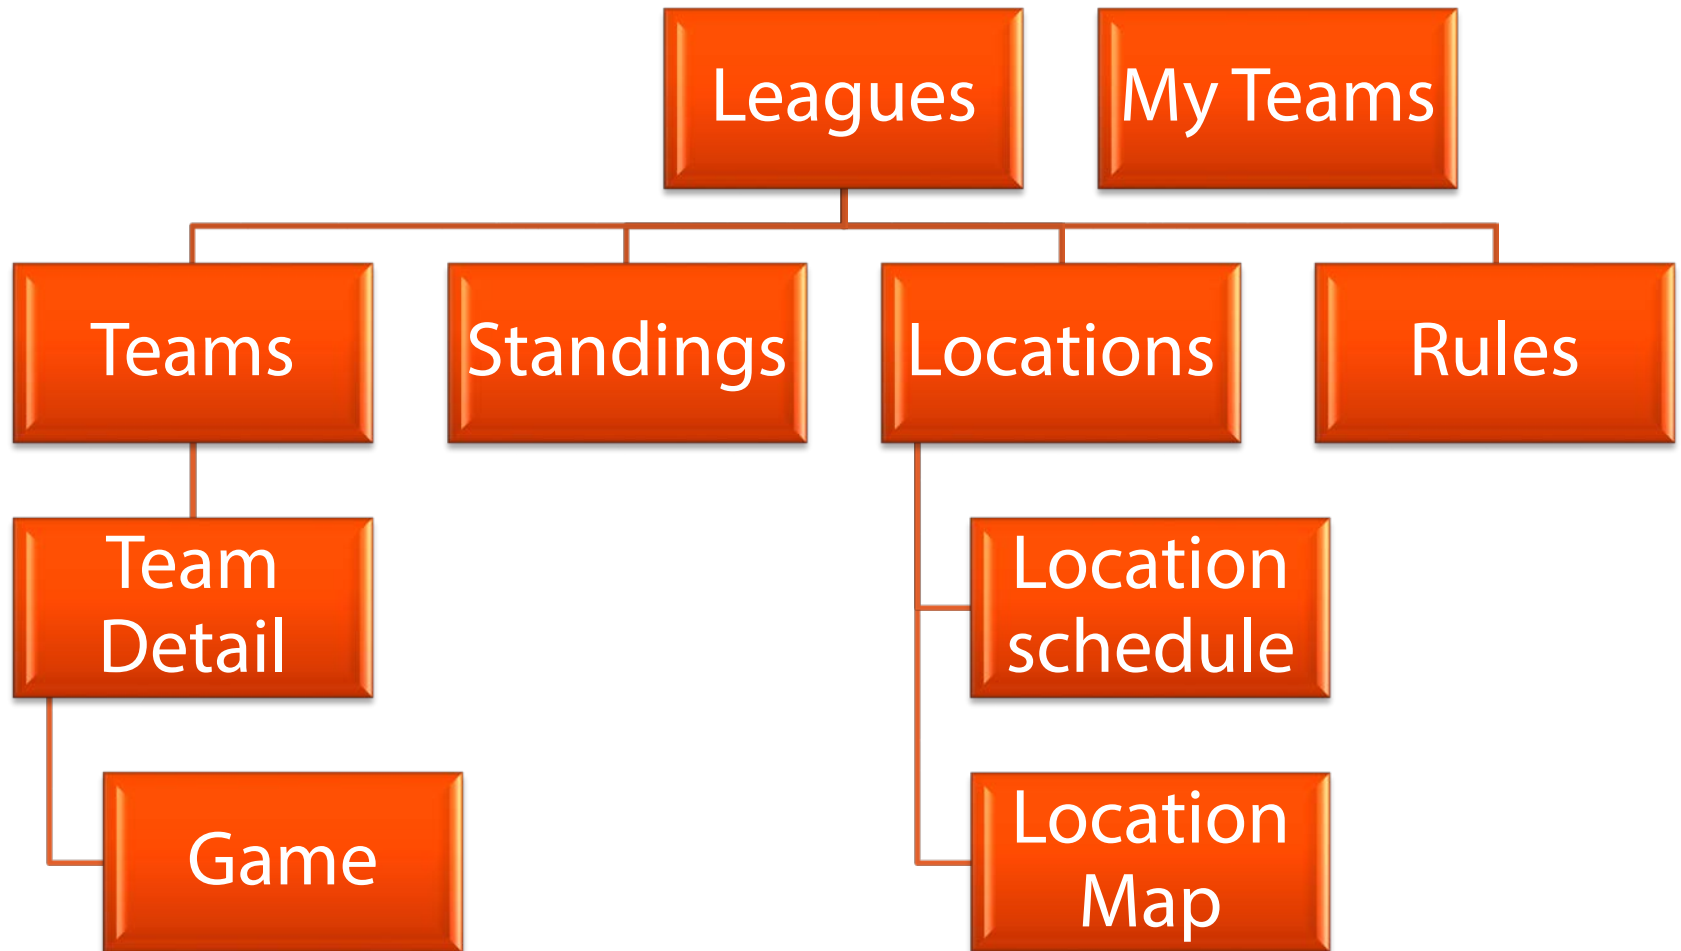 Leagues
My Teams
Teams
Standings
Locations
Rules
Team
Detail
Location
schedule
Game
Location
Map